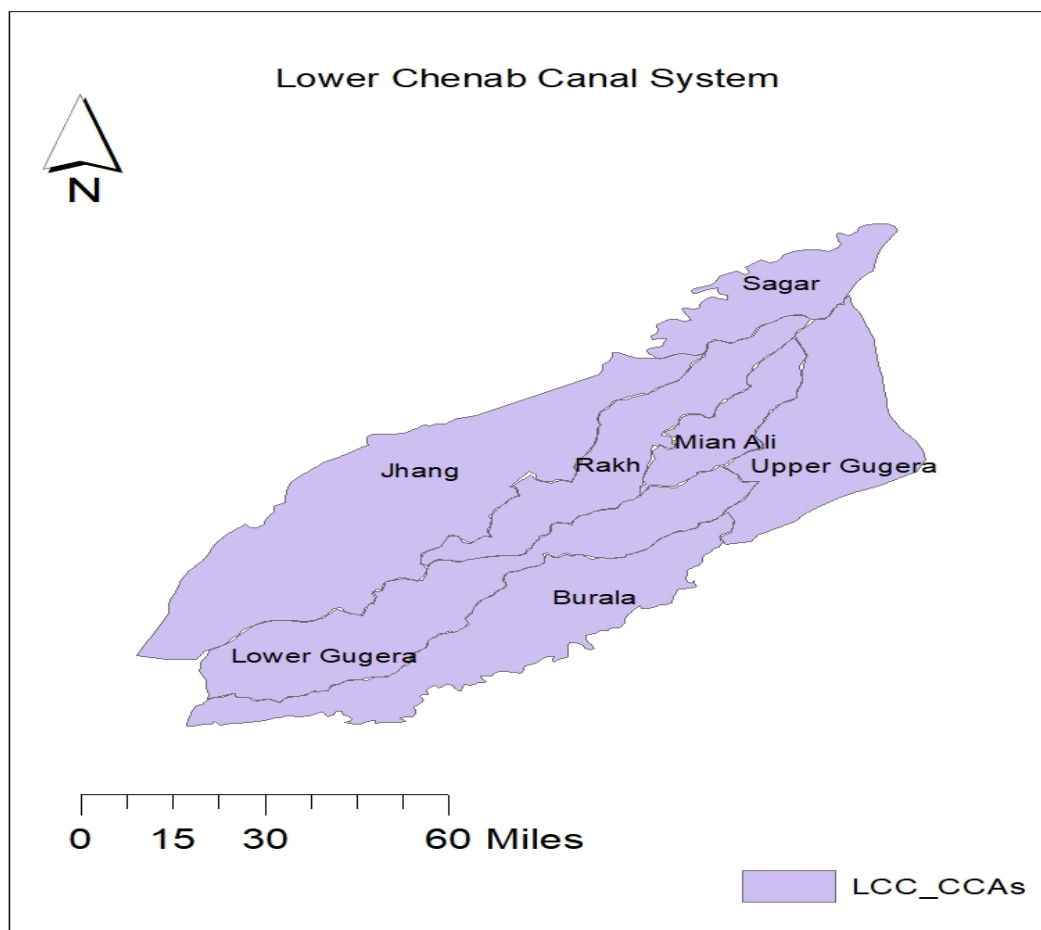 Lower Chenab Canal System
N
Sagar
Mian Ali
Jhang
Rakh
Upper Gugera
Burala
Lower Gugera
0 15 30 60 Miles
LCC_CCAs